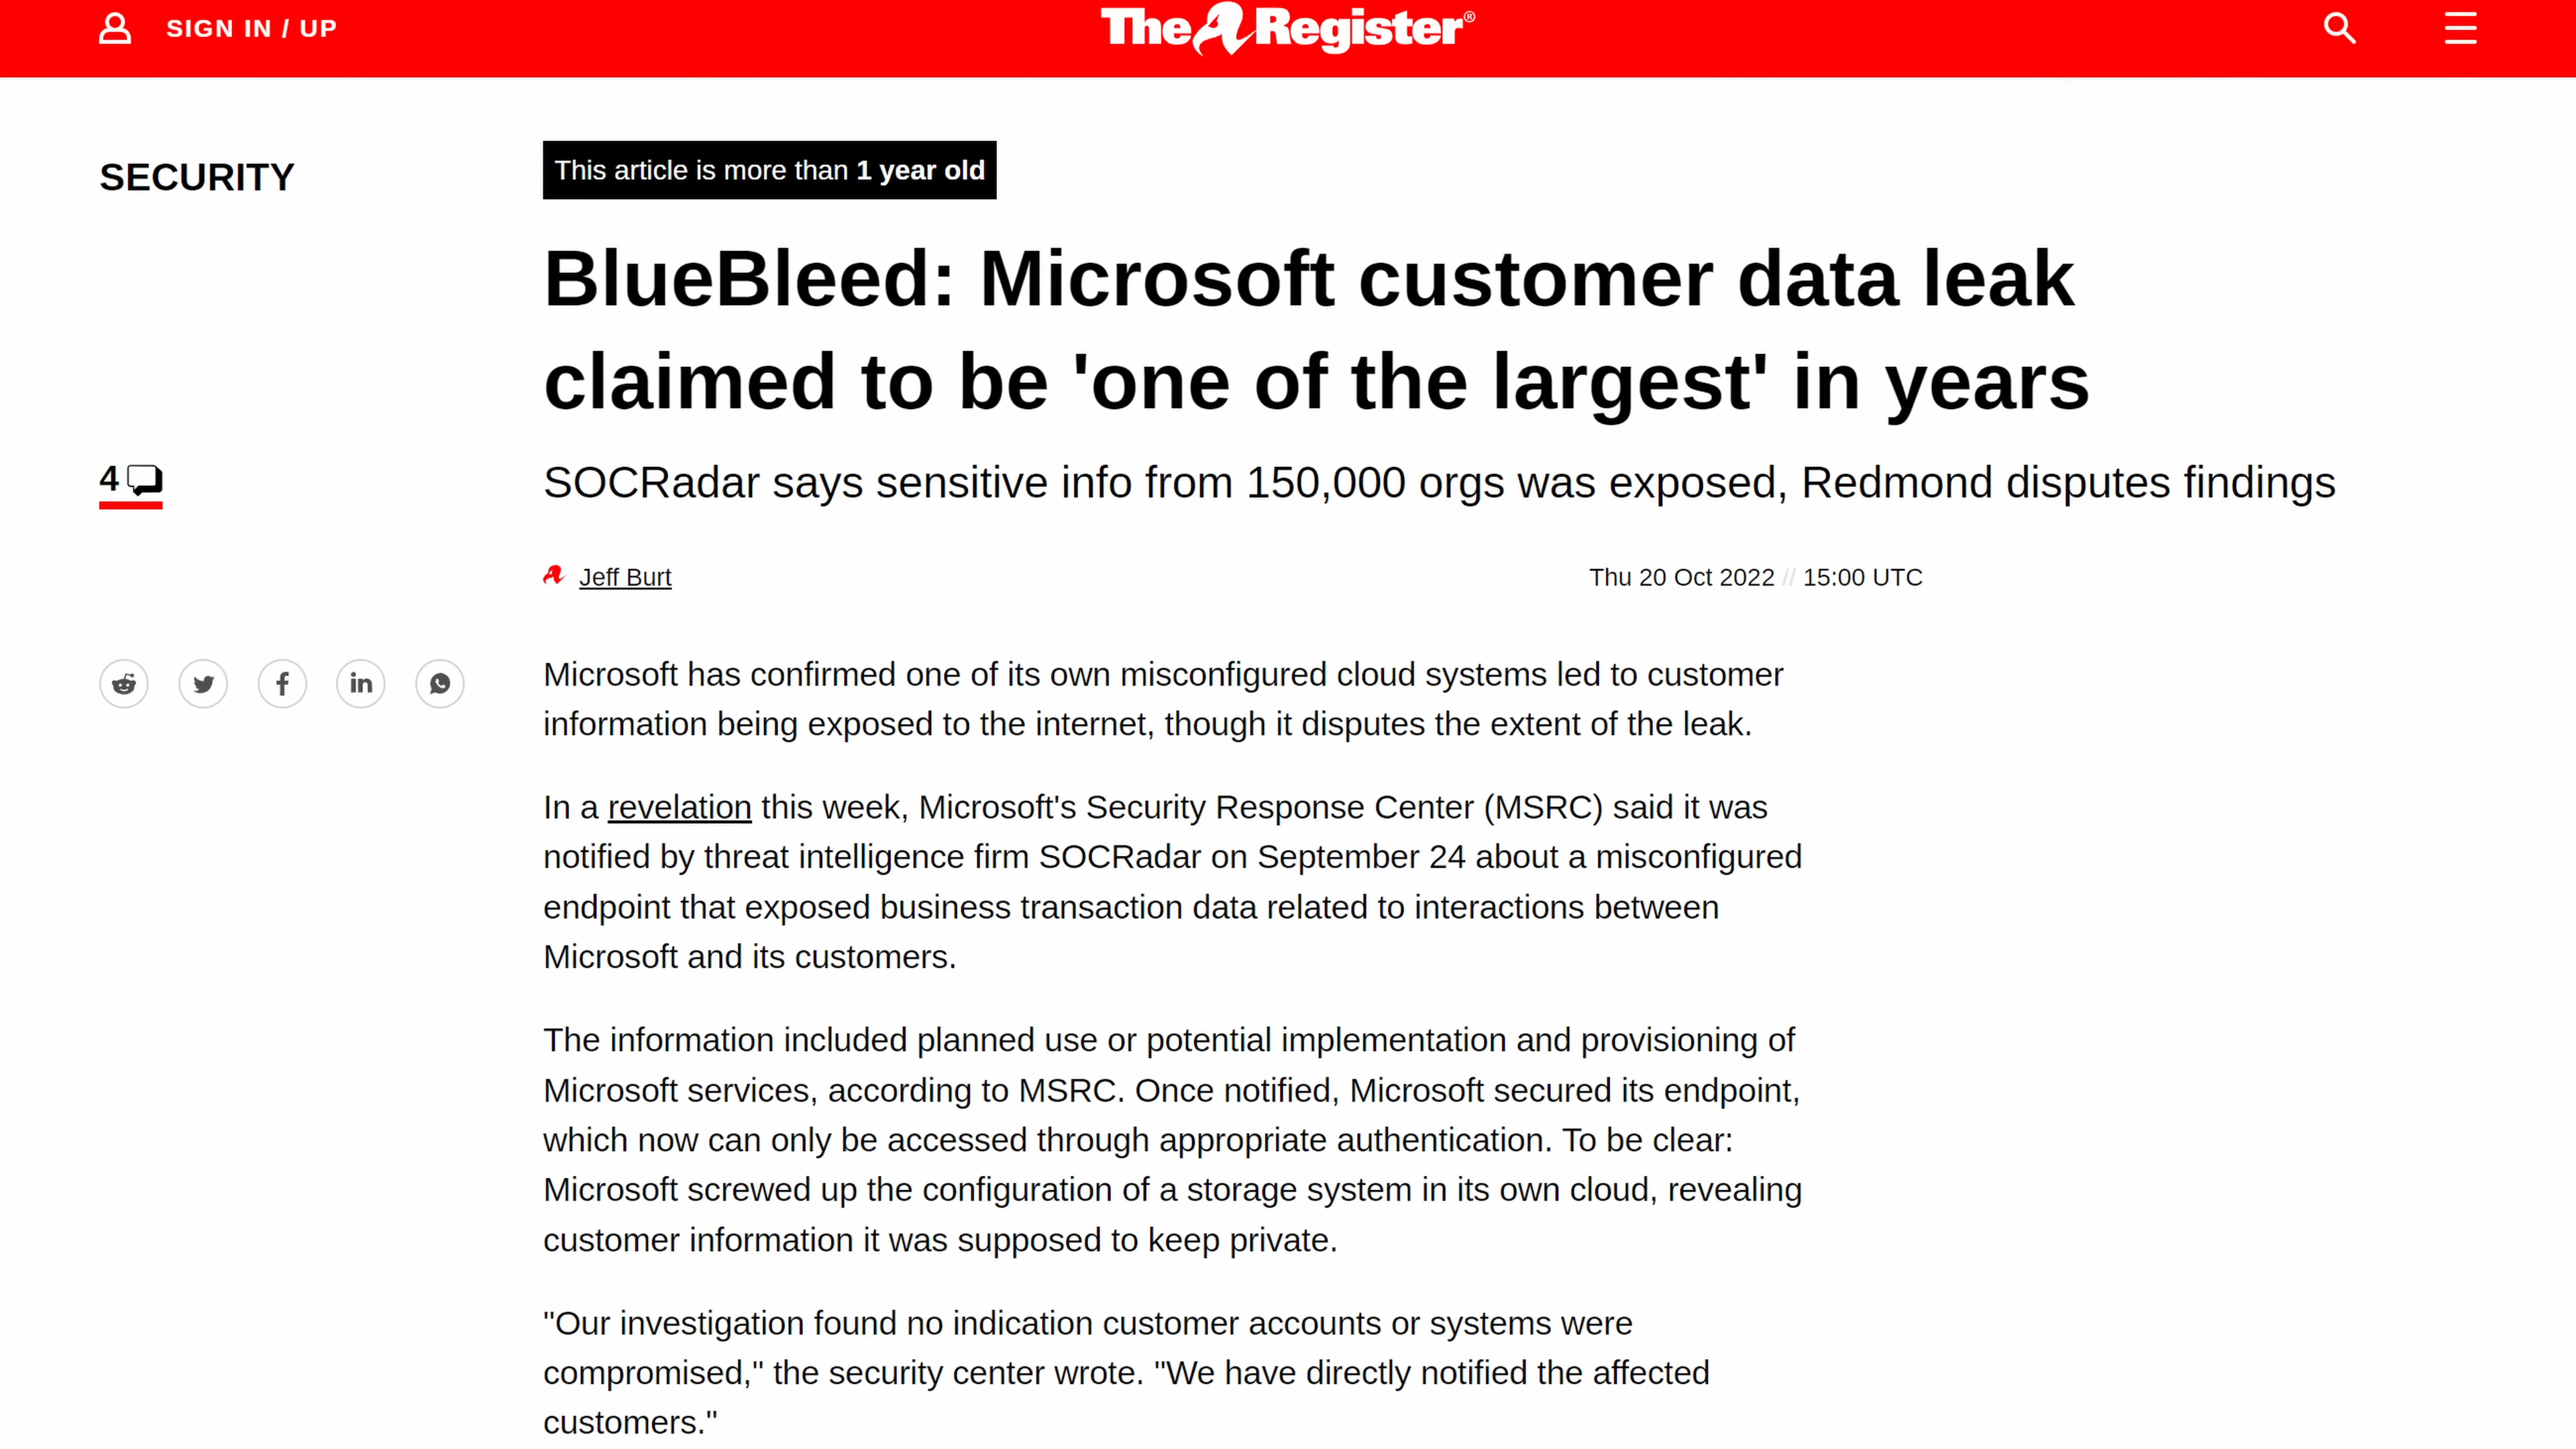 SIGN IN / UP
The Register®
SECURITY
This article is more than 1 year old
BlueBleed: Microsoft customer data leak
claimed to be 'one of the largest' in years
4
SOCRadar says sensitive info from 150,000 orgs was exposed, Redmond disputes findings
Jeff Burt
Thu 20 Oct 2022 // 15:00 UTC
Microsoft has confirmed one of its own misconfigured cloud systems led to customer
information being exposed to the internet, though it disputes the extent of the leak.
In a revelation this week, Microsoft's Security Response Center (MSRC) said it was
notified by threat intelligence firm SOCRadar on September 24 about a misconfigured
endpoint that exposed business transaction data related to interactions between
Microsoft and its customers.
The information included planned use or potential implementation and provisioning of
Microsoft services, according to MSRC. Once notified, Microsoft secured its endpoint,
which now can only be accessed through appropriate authentication. To be clear:
Microsoft screwed up the configuration of a storage system in its own cloud, revealing
customer information it was supposed to keep private.
"Our investigation found no indication customer accounts or systems were
compromised," the security center wrote. "We have directly notified the affected
customers."